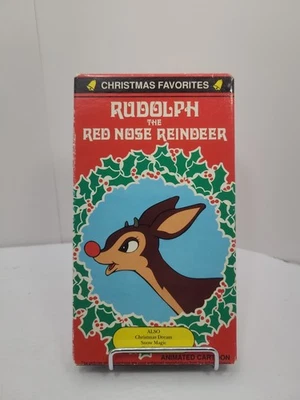 CHRISTMAS FAVORITES
RUDOLPH
THE
RED NOSE REINDEER
ALSO
Christmas Dream
Snow Magic
ANIMATED CARTOON